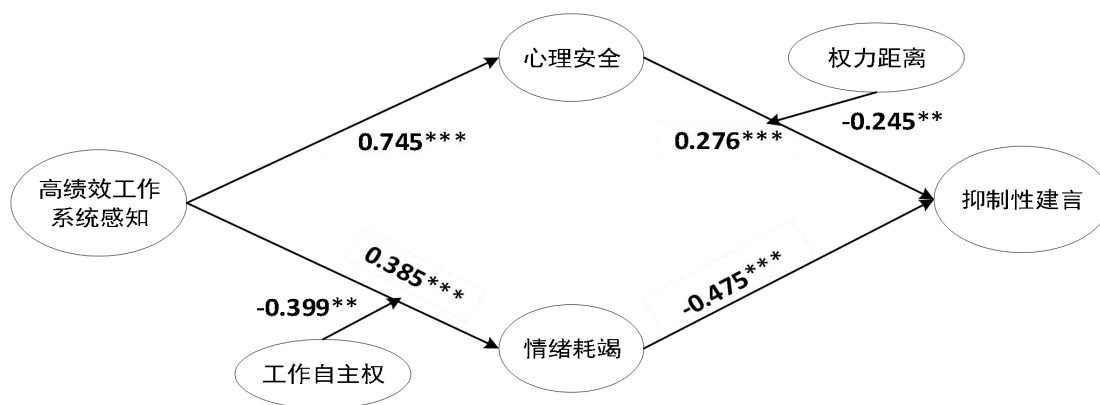 心理安全
权力距离
0.745***
0.276***
-0.245**
高绩效工作
系统感知
抑制性建言
0.385***
-0.475***
-0.399**
情绪耗竭
工作自主权